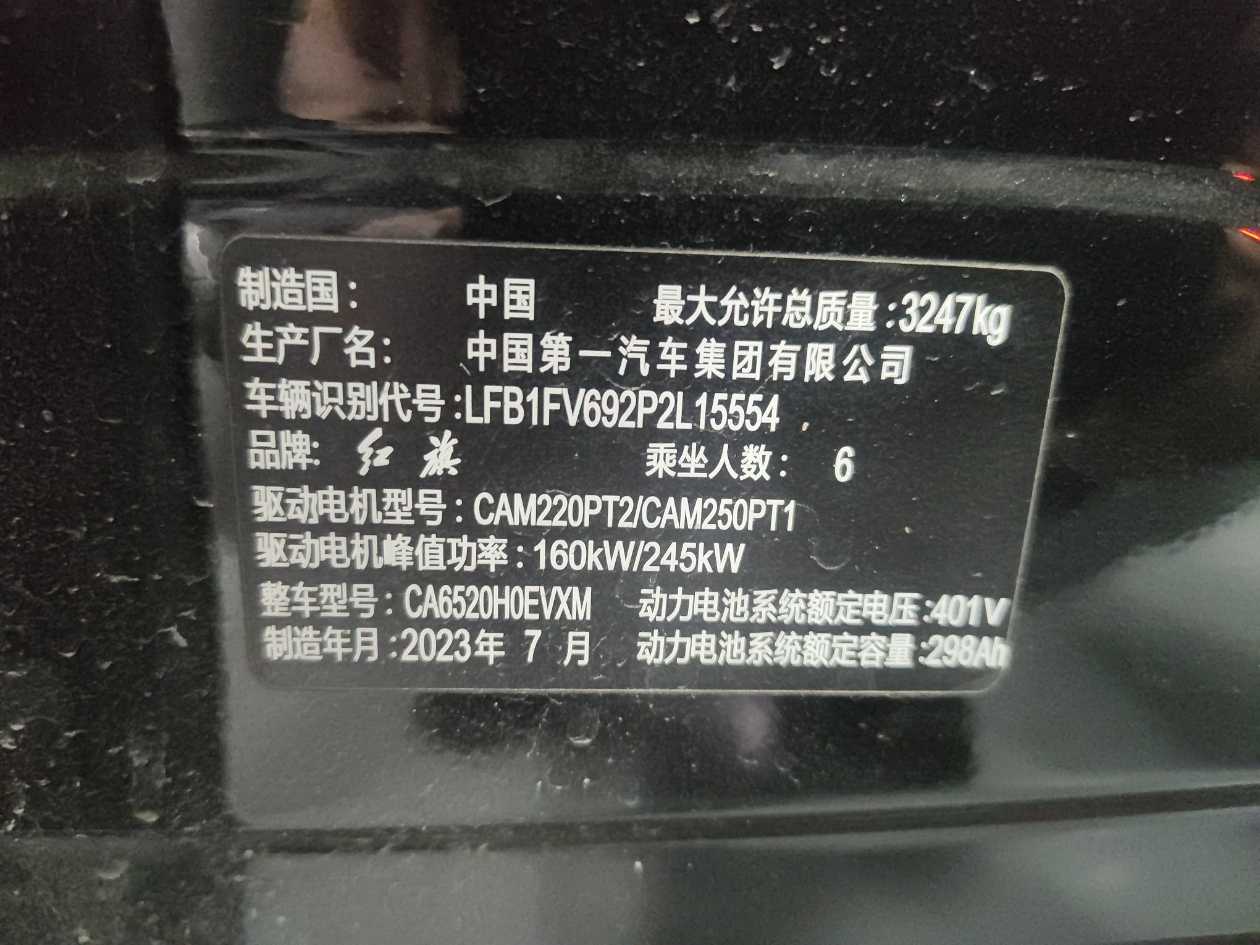 制造国： 中国 最大允许总质量：3247kg
生产厂名： 中国第一汽车集团有限公司
车辆识别代号：LFB1FV692P2L15554
品牌: 红旗 乘坐人数： 6
驱动电机型号：CAM220PT2/CAM250PT1
驱动电机峰值功率：160kW/245kW
整车型号：CA6520H0EVXM 动力电池系统额定电压：401V
制造年月：2023年 7 月 动力电池系统额定容量：298Ah